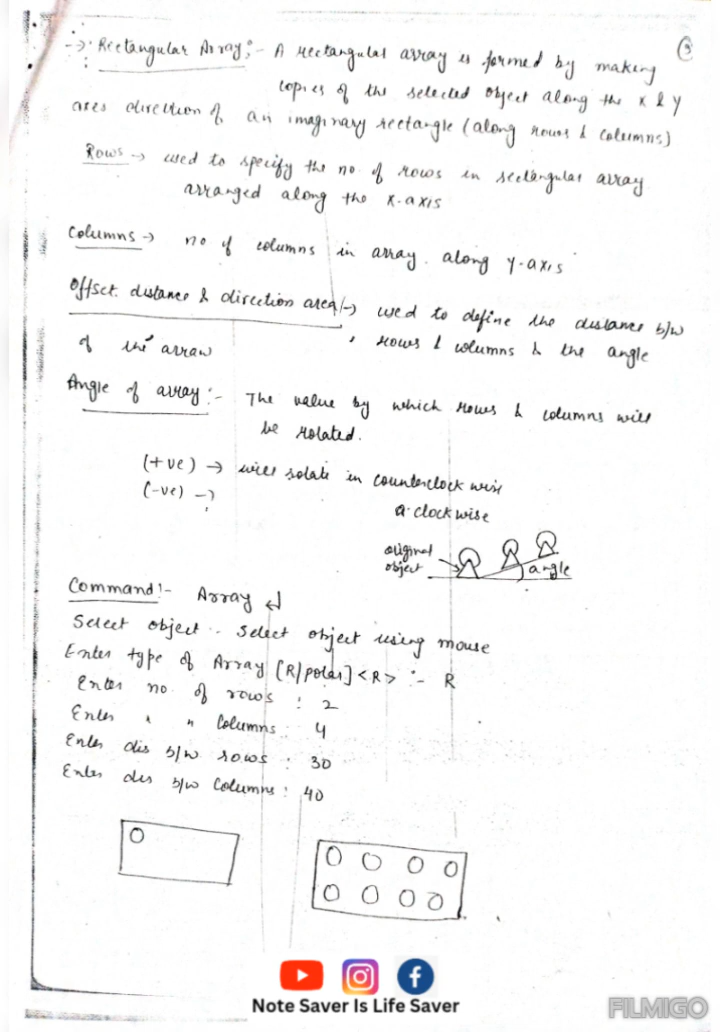 ③
→ Rectangular Array:- A rectangular array is formed by making
copies of the selected object along the X & Y
axes direction of an imaginary rectangle (along rows & columns)
Rows → used to specify the no of rows in rectangular array
arranged along the x-axis
Columns → no of columns in array along y-axis
Offset distance & direction area/→ used to define the distance b/w
rows & columns & the angle
of the array
Angle of array:- The value by which rows & columns will
be rotated.
(+ve) → will rotate in counterclock wise
(-ve) → a clockwise
original
object
angle
Command:- Array ↲
Select object .. Select object using mouse
Enter type of Array [R/polar] <R> :- R
Enter no of rows : 2
Enter " " Columns 4
Enter dis b/w rows : 30
Enter dis b/w Columns : 40
Note Saver Is Life Saver
FILMIGO